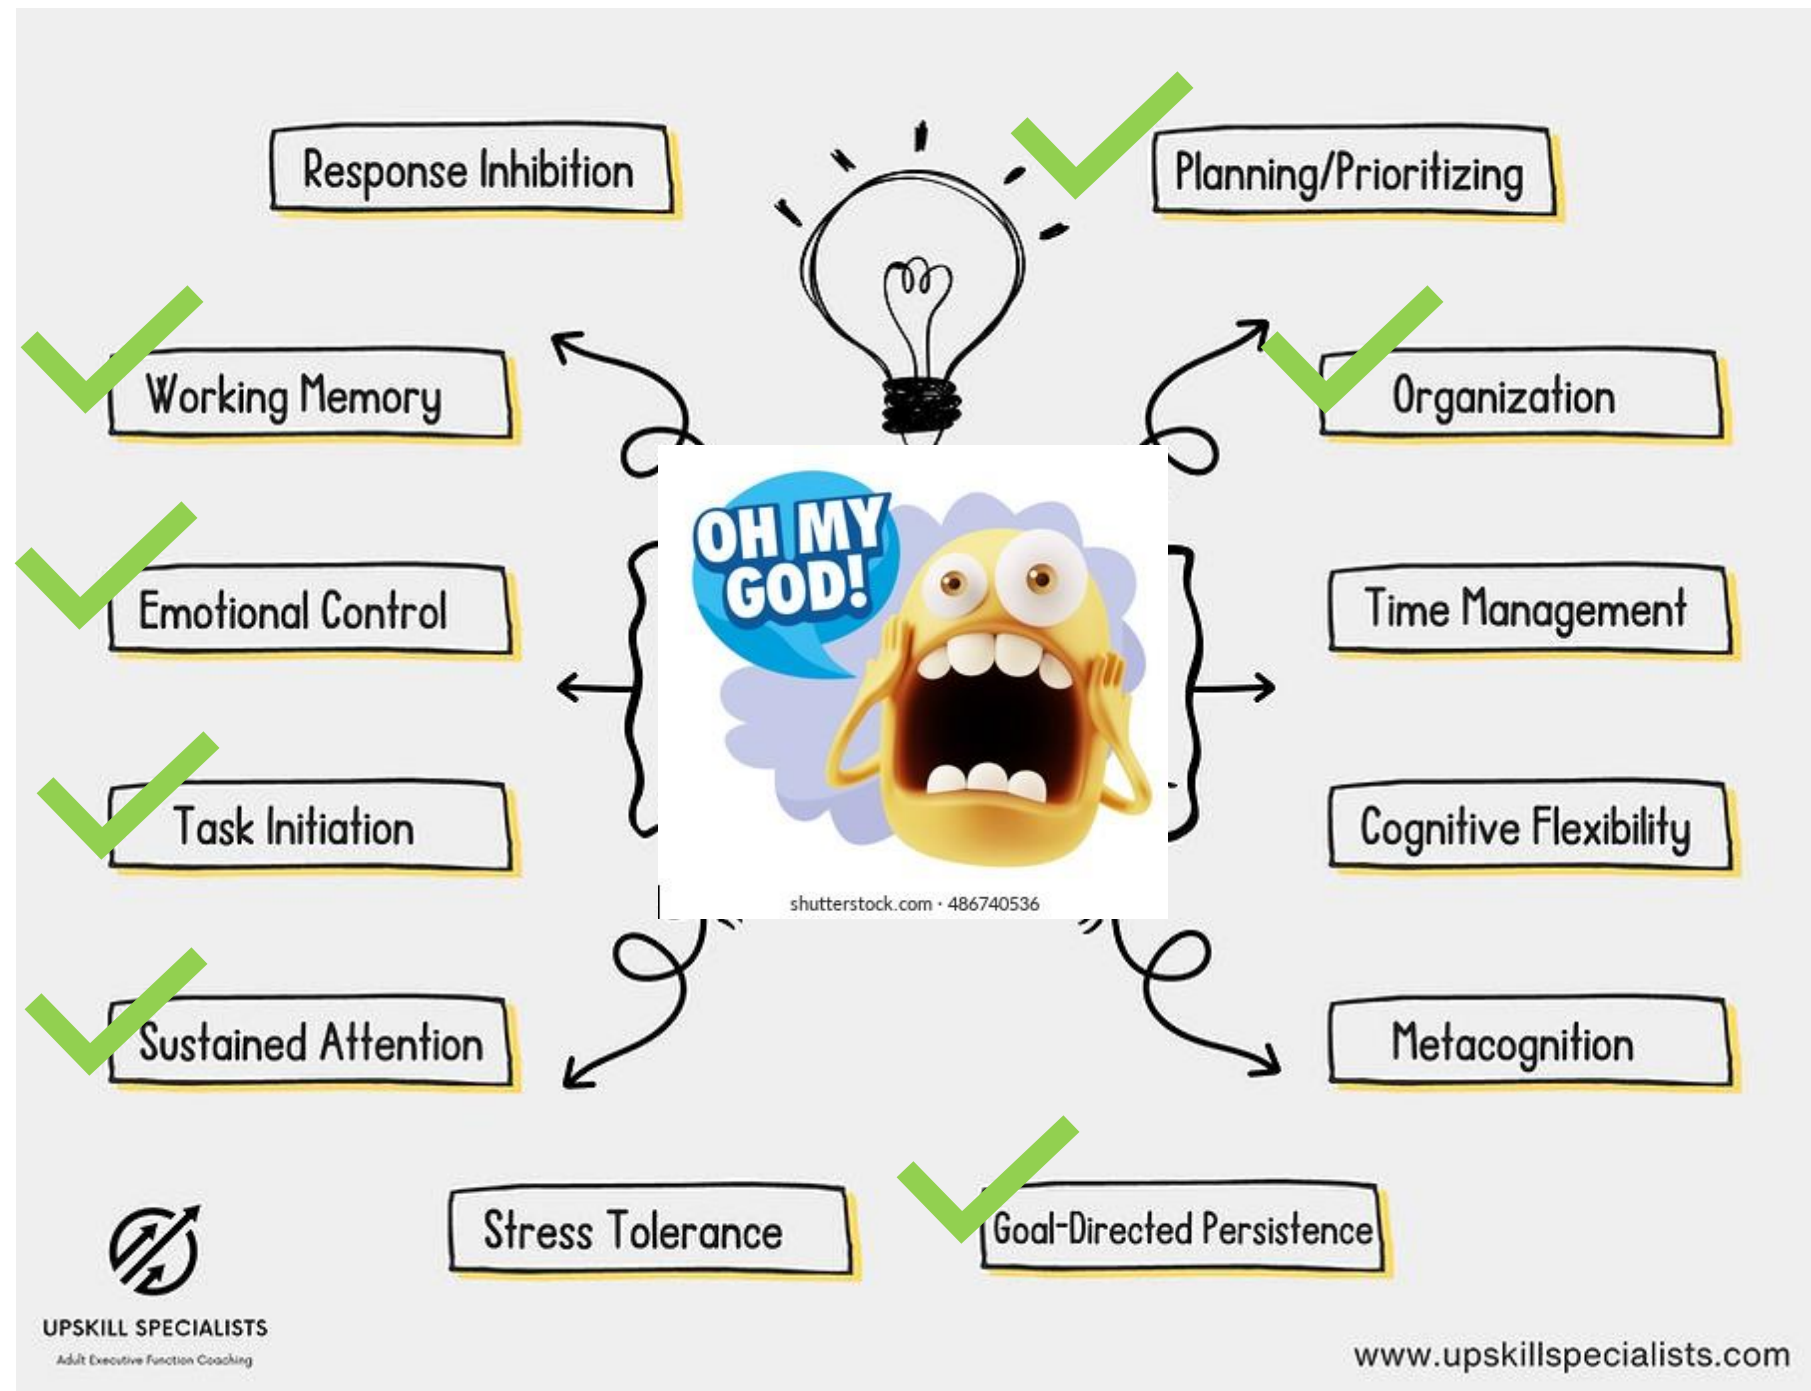 Response Inhibition
Planning/Prioritizing
Working Memory
Organization
OH MY
GOD!
Emotional Control
Time Management
Task Initiation
Cognitive Flexibility
shutterstock.com · 486740536
Sustained Attention
Metacognition
Stress Tolerance
Goal-Directed Persistence
UPSKILL SPECIALISTS
Adult Executive Function Coaching
www.upskillspecialists.com